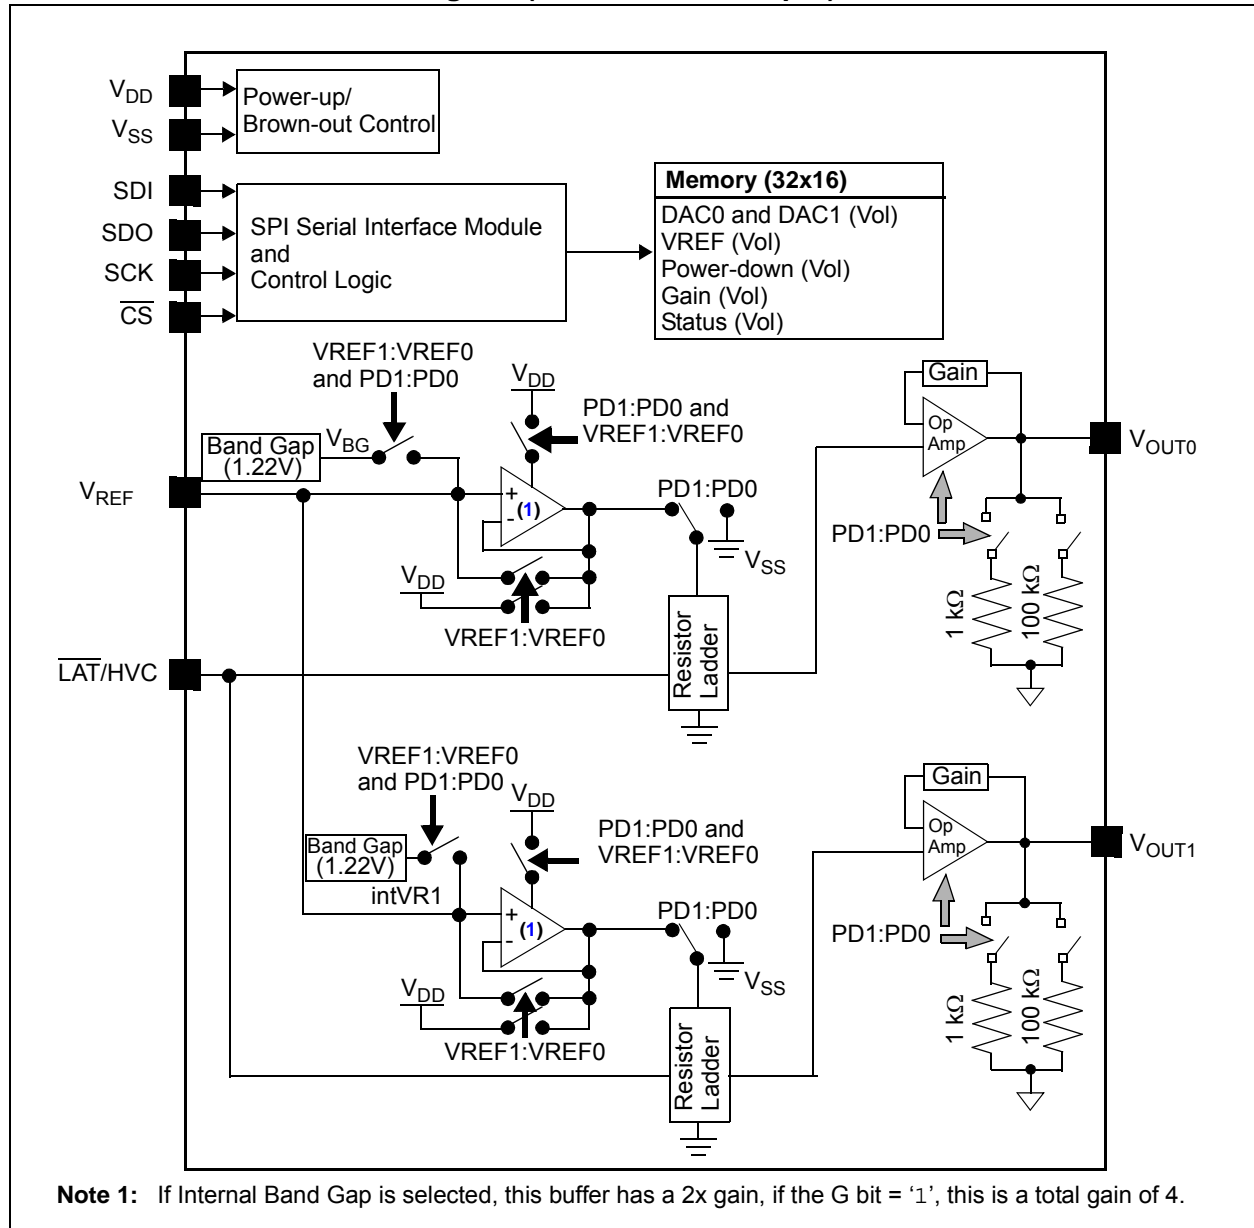 VDD
Power-up/
Brown-out Control
VSS
SDI
SDO
SCK
CS
SPI Serial Interface Module
and
Control Logic
Memory (32x16)
DAC0 and DAC1 (Vol)
VREF (Vol)
Power-down (Vol)
Gain (Vol)
Status (Vol)
VREF1:VREF0
and PD1:PD0
VDD
PD1:PD0 and
VREF1:VREF0
Band Gap
(1.22V)
VBG
VREF
+
(1)
-
PD1:PD0
VSS
VDD
VREF1:VREF0
Gain
Op
Amp
VOUT0
PD1:PD0
1 kΩ
100 kΩ
LAT/HVC
Resistor
Ladder
VREF1:VREF0
and PD1:PD0
VDD
PD1:PD0 and
VREF1:VREF0
Band Gap
(1.22V)
intVR1
+
(1)
-
PD1:PD0
VSS
VDD
VREF1:VREF0
Gain
Op
Amp
VOUT1
PD1:PD0
1 kΩ
100 kΩ
Resistor
Ladder
Note 1: If Internal Band Gap is selected, this buffer has a 2x gain, if the G bit = ‘1’, this is a total gain of 4.